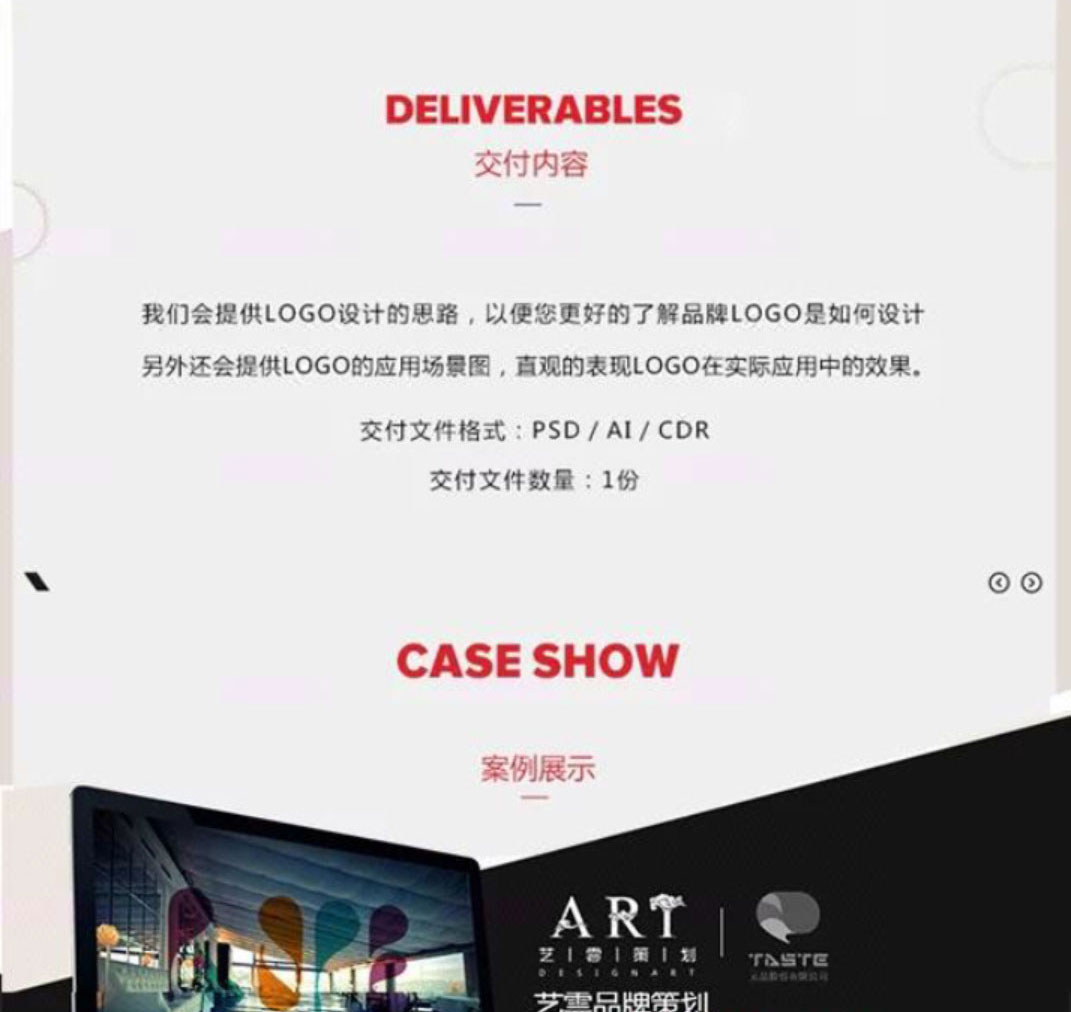 DELIVERABLES
交付内容
我们会提供LOGO设计的思路，以便您更好的了解品牌LOGO是如何设计
另外还会提供LOGO的应用场景图，直观的表现LOGO在实际应用中的效果。
交付文件格式：PSD / AI / CDR
交付文件数量：1份
CASE SHOW
案例展示
ART
艺|雲|策|划
DESIGNART
TASTE
艺雲品牌策划